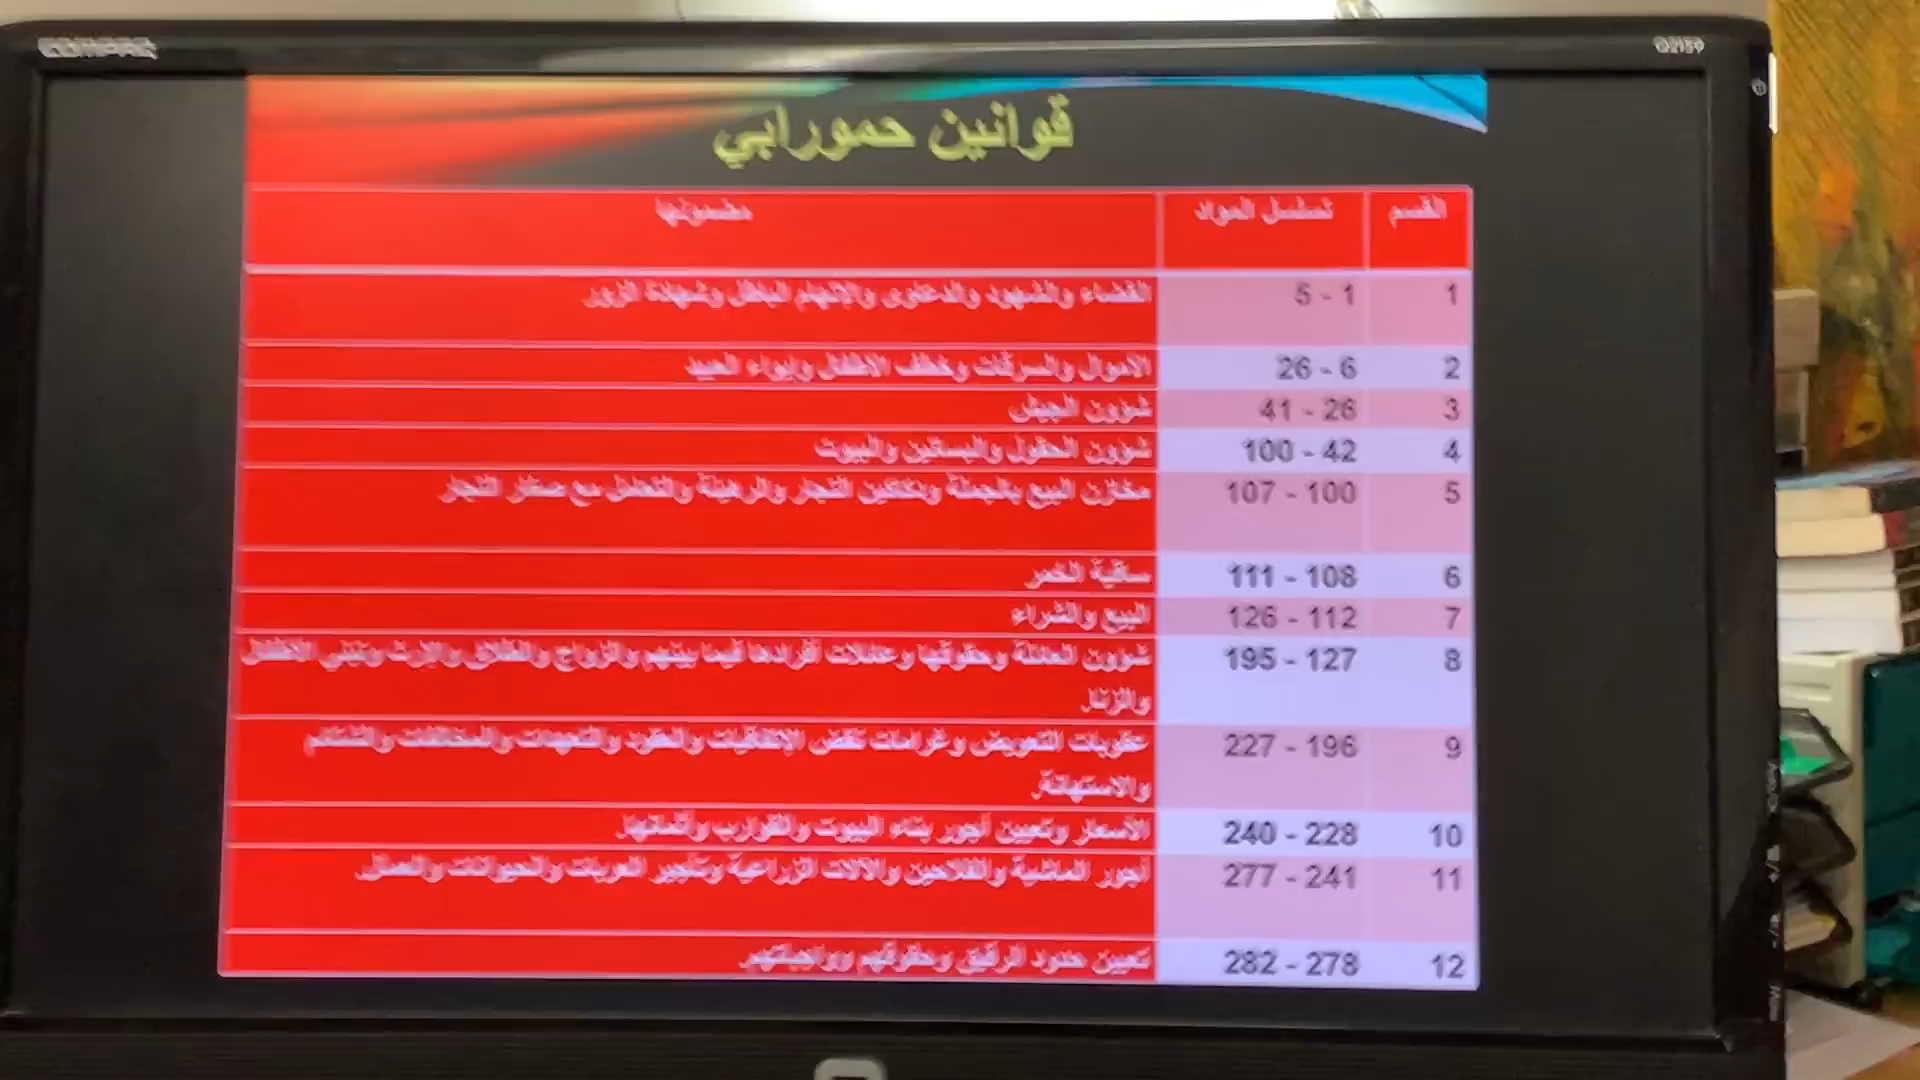 COMPAQ
Q2159
قوانين حمورابي
القسم تسلسل المواد مضمونها
1 1 - 5 القضاء والشهود والدعاوى والاتهام الباطل وشهادة الزور
2 6 - 26 الأموال والسرقات وخطف الاطفال وإيواء العبيد
3 26 - 41 شؤون الجيش
4 42 - 100 شؤون الحقول والبساتين والبيوت
5 100 - 107 مخازن البيع بالجملة ودكاكين التجار والرهينة والتعامل مع صغار التجار
6 108 - 111 ساقية الخمر
7 112 - 126 البيع والشراء
8 127 - 195 شؤون العائلة وحقوقها وعلاقات أفرادها فيما بينهم والزواج والطلاق والارث وتبني الاطفال
والزنا.
9 196 - 227 عقوبات التعويض وغرامات نقض الإتفاقيات والعقود والتعهدات والمخالفات والشتائم
والاستهانة.
10 228 - 240 الأسعار وتعيين أجور بناء البيوت والقوارب وأثمانها.
11 241 - 277 أجور الماشية والفلاحين والآلات الزراعية وتأجير العربات والحيوانات والعمال.
12 278 - 282 تعيين حدود الرقيق وحقوقهم وواجباتهم.